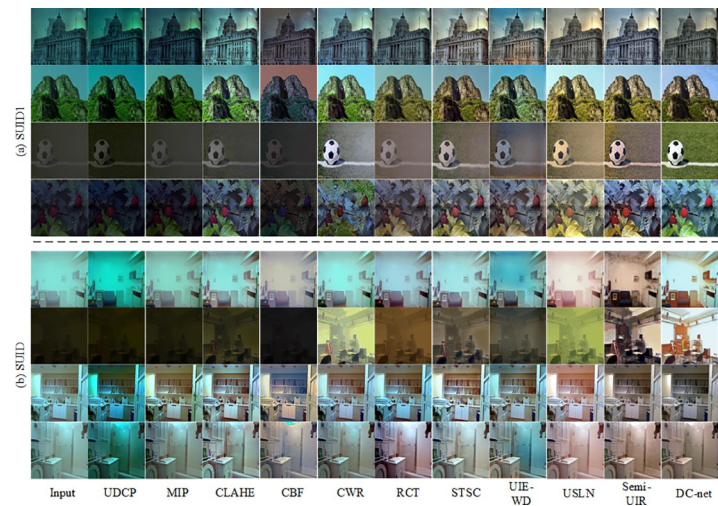 (a) SUID1
(b) SUID
Input UDCP MIP CLAHE CBF CWR RCT STSC UIE-WD USLN Semi-UIR DC-net